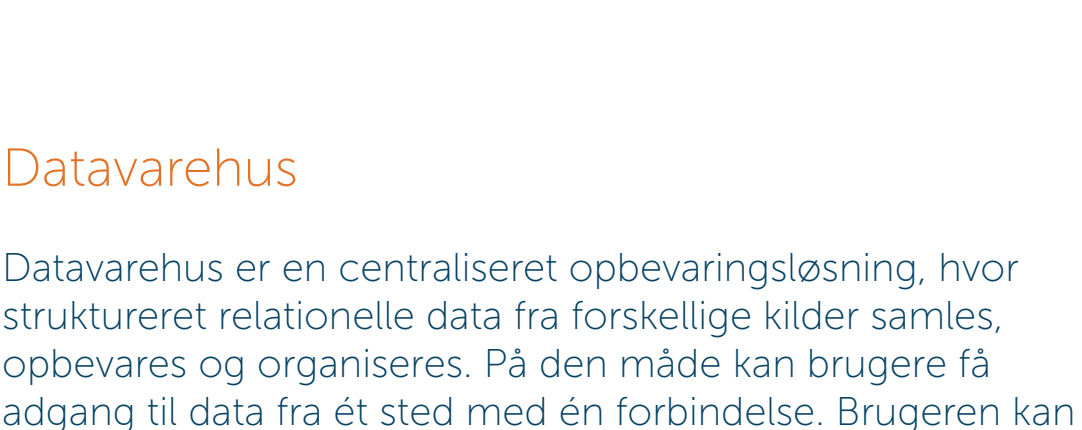 Datavarehus
Datavarehus er en centraliseret opbevaringsløsning, hvor
struktureret relationelle data fra forskellige kilder samles,
opbevares og organiseres. På den måde kan brugere få
adgang til data fra ét sted med én forbindelse. Brugeren kan